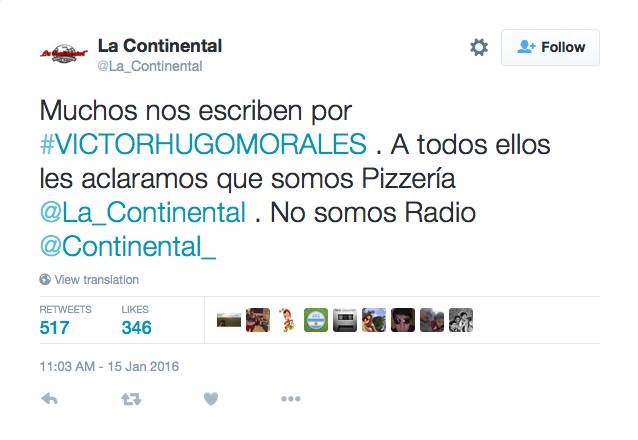 La Continental
@La_Continental
Follow
Muchos nos escriben por
#VICTORHUGOMORALES . A todos ellos
les aclaramos que somos Pizzería
@La_Continental . No somos Radio
@Continental_
View translation
RETWEETS LIKES
517 346
11:03 AM - 15 Jan 2016